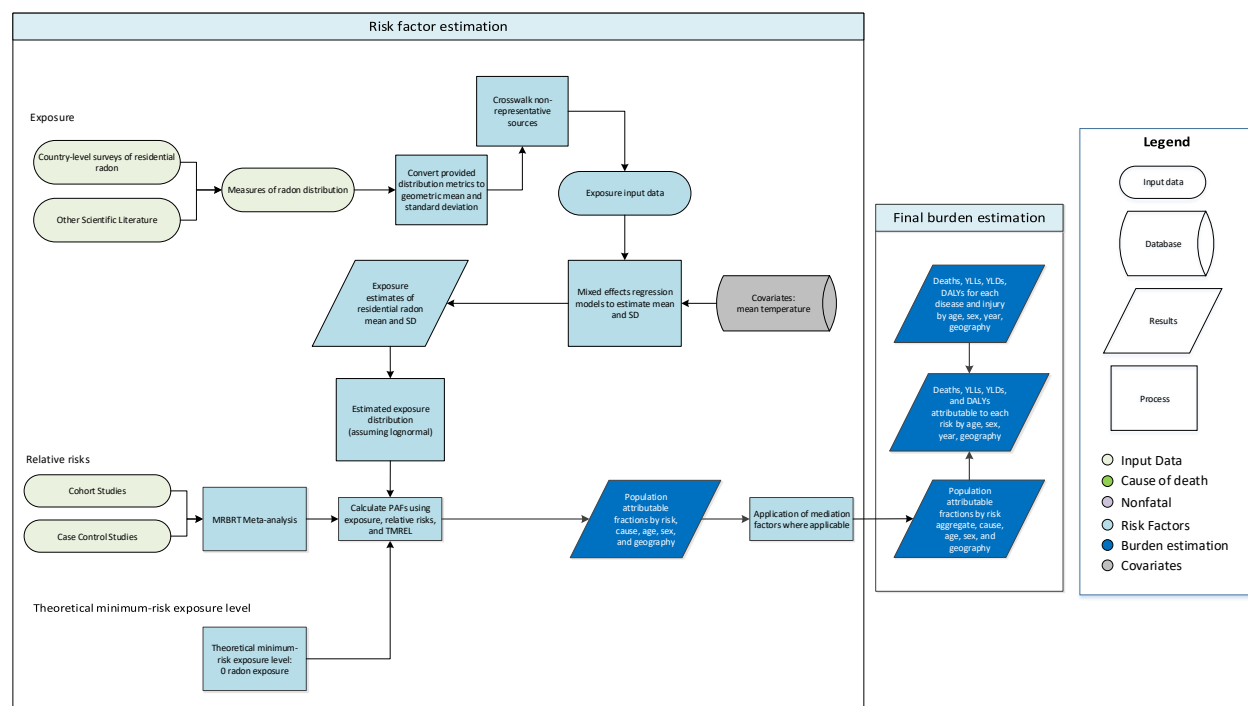 Risk factor estimation
Exposure
Country-level surveys of residential
radon
Other Scientific Literature
Measures of radon distribution
Convert provided
distribution metrics to
geometric mean and
standard deviation
Crosswalk non-
representative
sources
Exposure input data
Mixed effects regression
models to estimate mean
and SD
Covariates:
mean temperature
Exposure
estimates of
residential radon
mean and SD
Estimated exposure
distribution
(assuming lognormal)
Relative risks
Cohort Studies
Case Control Studies
MRBRT Meta-analysis
Calculate PAFs using
exposure, relative risks,
and TMREL
Population
attributable
fractions by risk,
cause, age, sex,
and geography
Application of mediation
factors where applicable
Theoretical minimum-risk exposure level
Theoretical minimum-
risk exposure level:
0 radon exposure
Final burden estimation
Deaths, YLLs, YLDs,
DALYs for each
disease and injury
by age, sex, year,
geography
Deaths, YLLs, YLDs,
and DALYs
attributable to each
risk by age, sex,
year, geography
Population
attributable
fractions by risk
aggregate, cause,
age, sex, and
geography
Legend
Input data
Database
Results
Process
Input Data
Cause of death
Nonfatal
Risk Factors
Burden estimation
Covariates